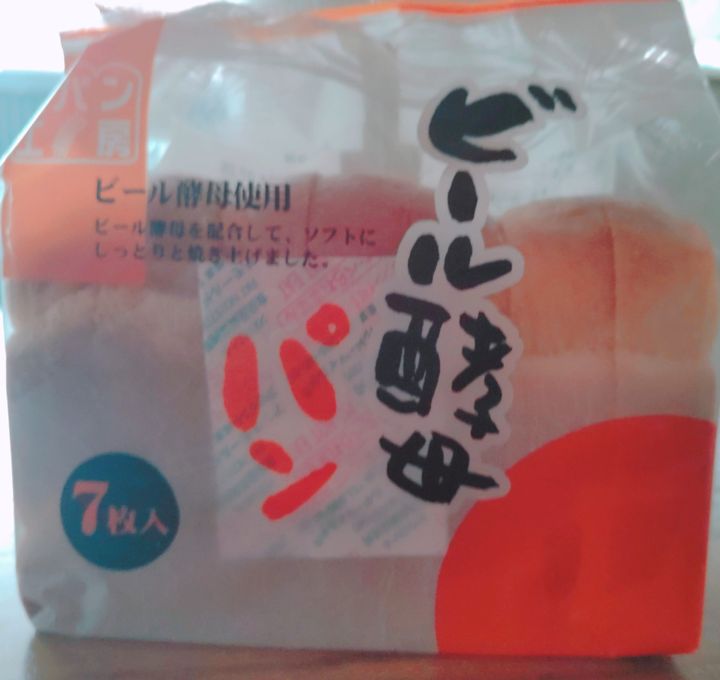 パン
工房
ビール酵母使用
ビール酵母を配合して、ソフトに
しっとりと焼き上げました。
ビール酵母
パン
7枚入